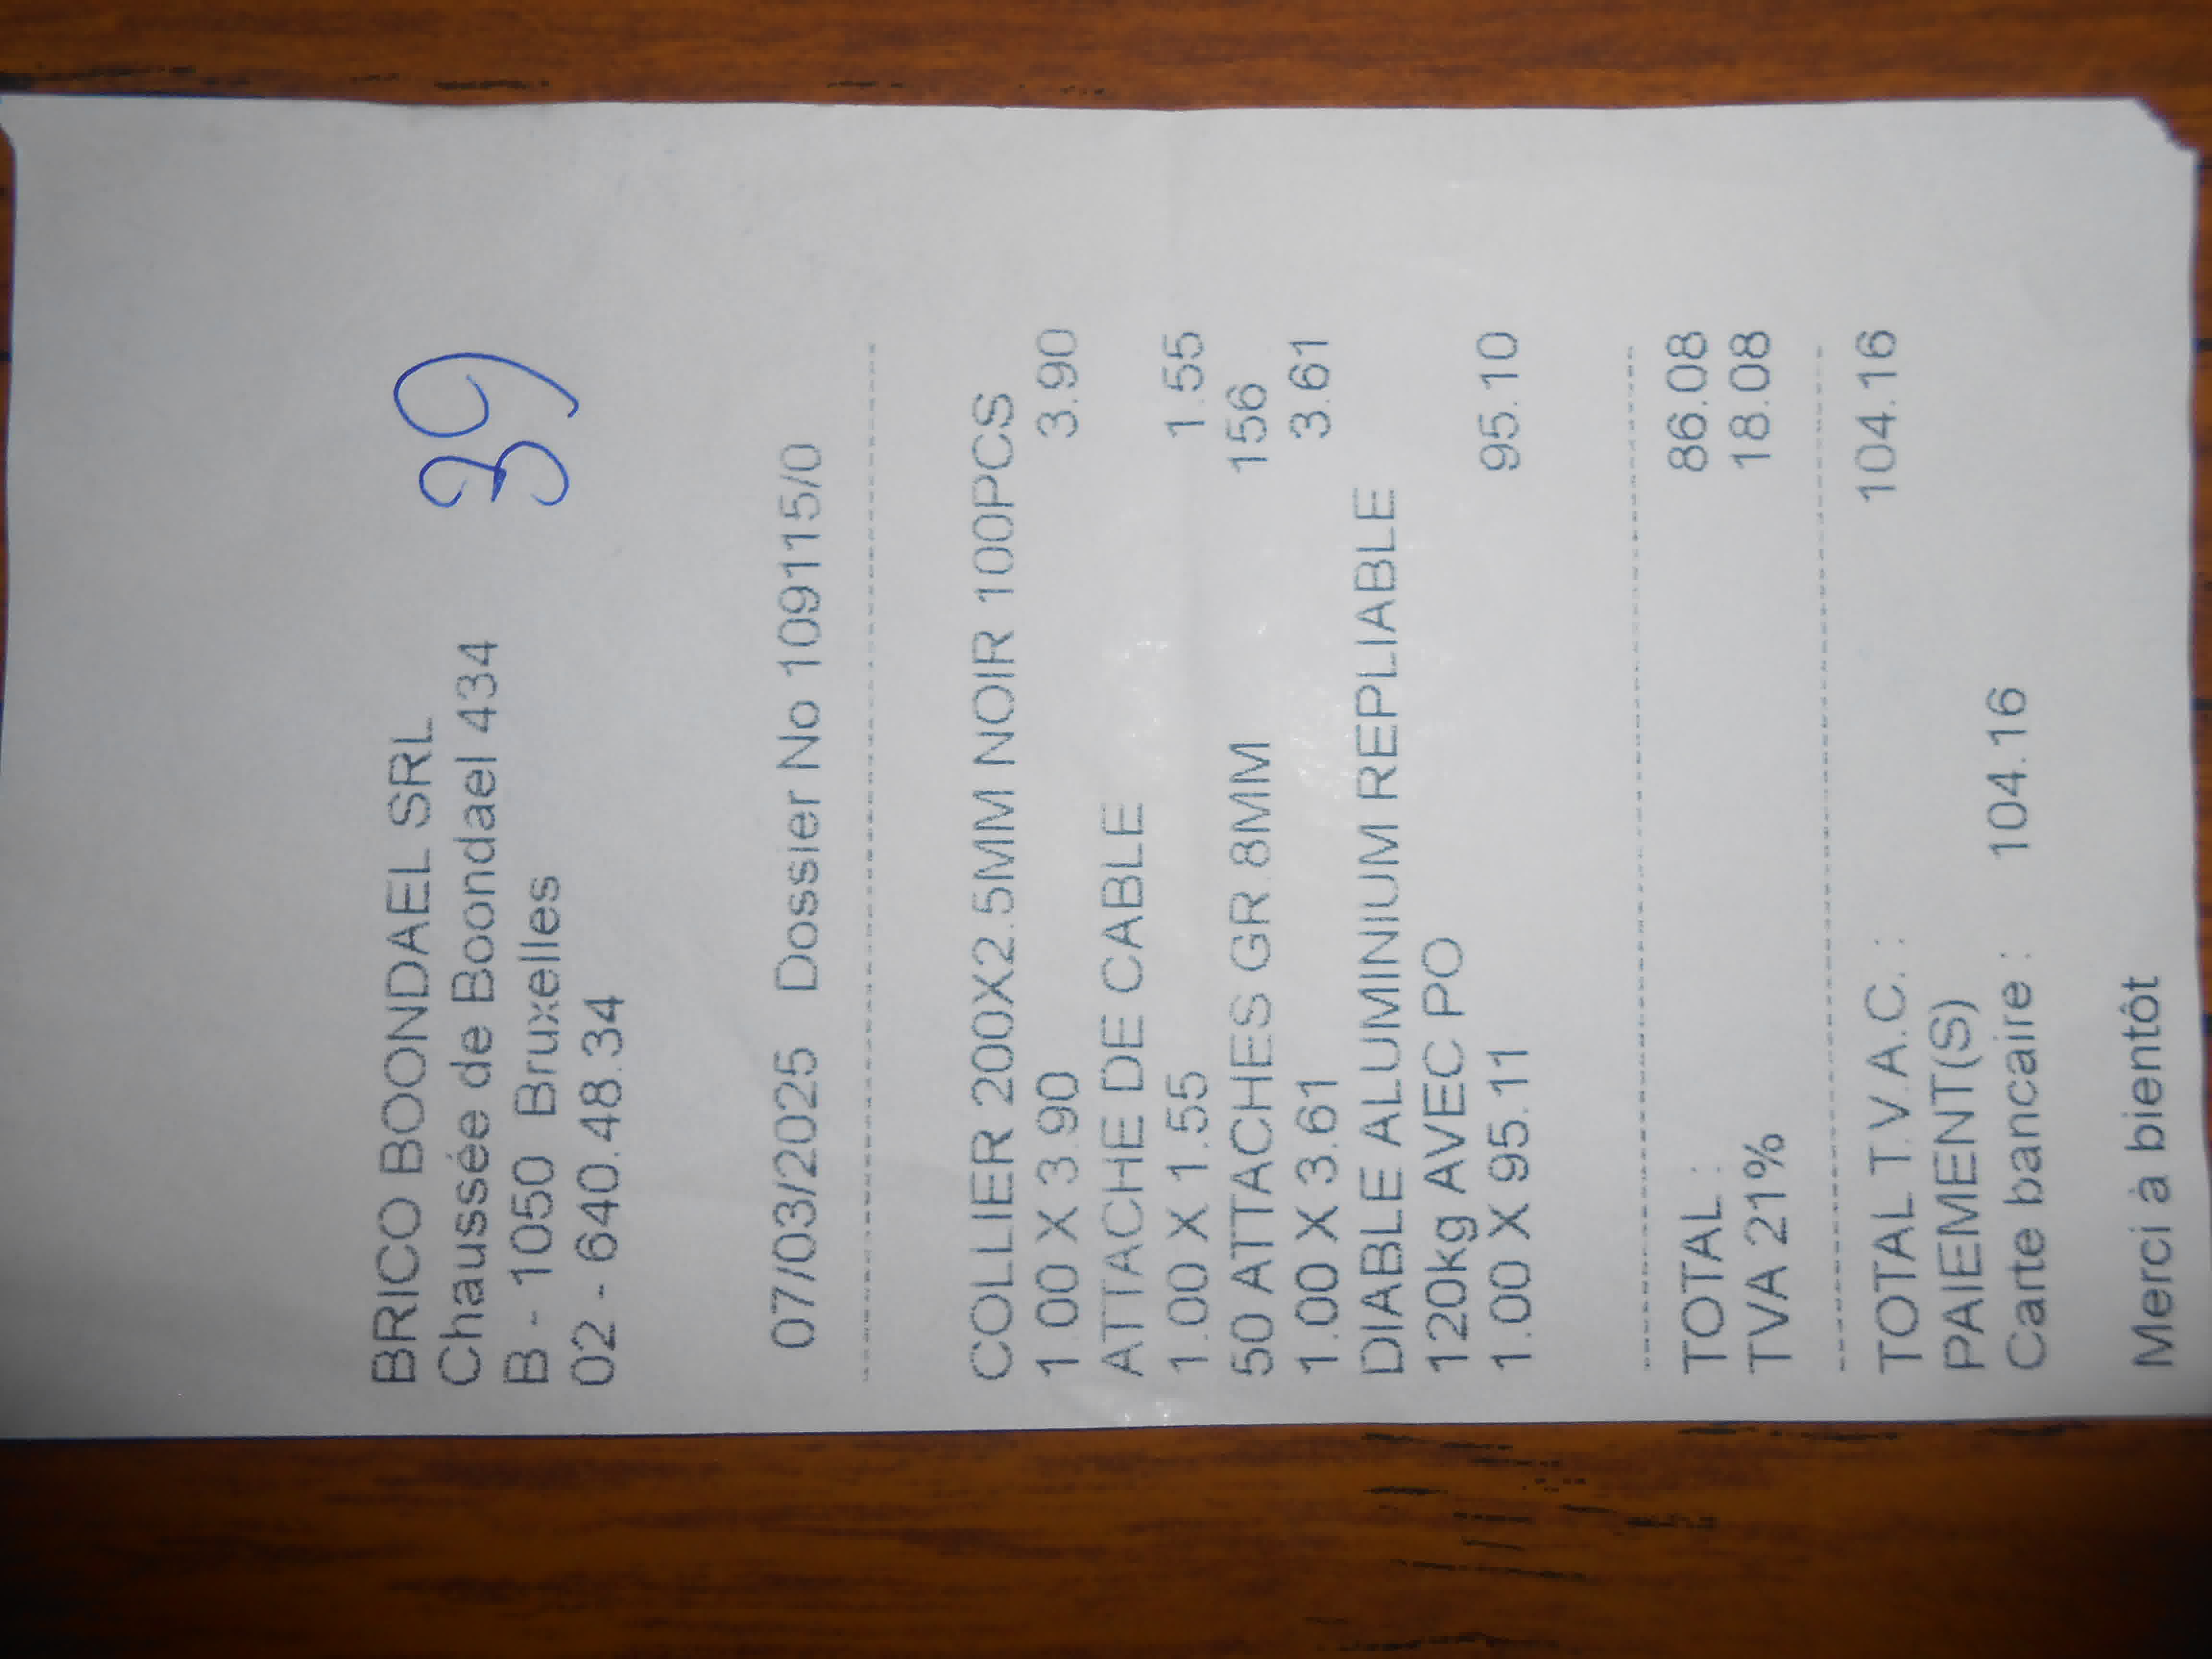 BRICO BOONDAEL SRL
Chaussée de Boondael 434
39
B - 1050 Bruxelles
02 - 640.48.34
07/03/2025 Dossier No 109115/0
COLLIER 200X2.5MM NOIR 100PCS
1.00 X 3.90 3.90
ATTACHE DE CABLE
1.00 X 1.55 1.55
50 ATTACHES GR.8MM 156
1.00 X 3.61 3.61
DIABLE ALUMINIUM REPLIABLE
120kg AVEC PO
1.00 X 95.11 95.10
TOTAL : 86.08
TVA 21% 18.08
TOTAL T.V.A.C. : 104.16
PAIEMENT(S)
Carte bancaire : 104.16
Merci à bientôt